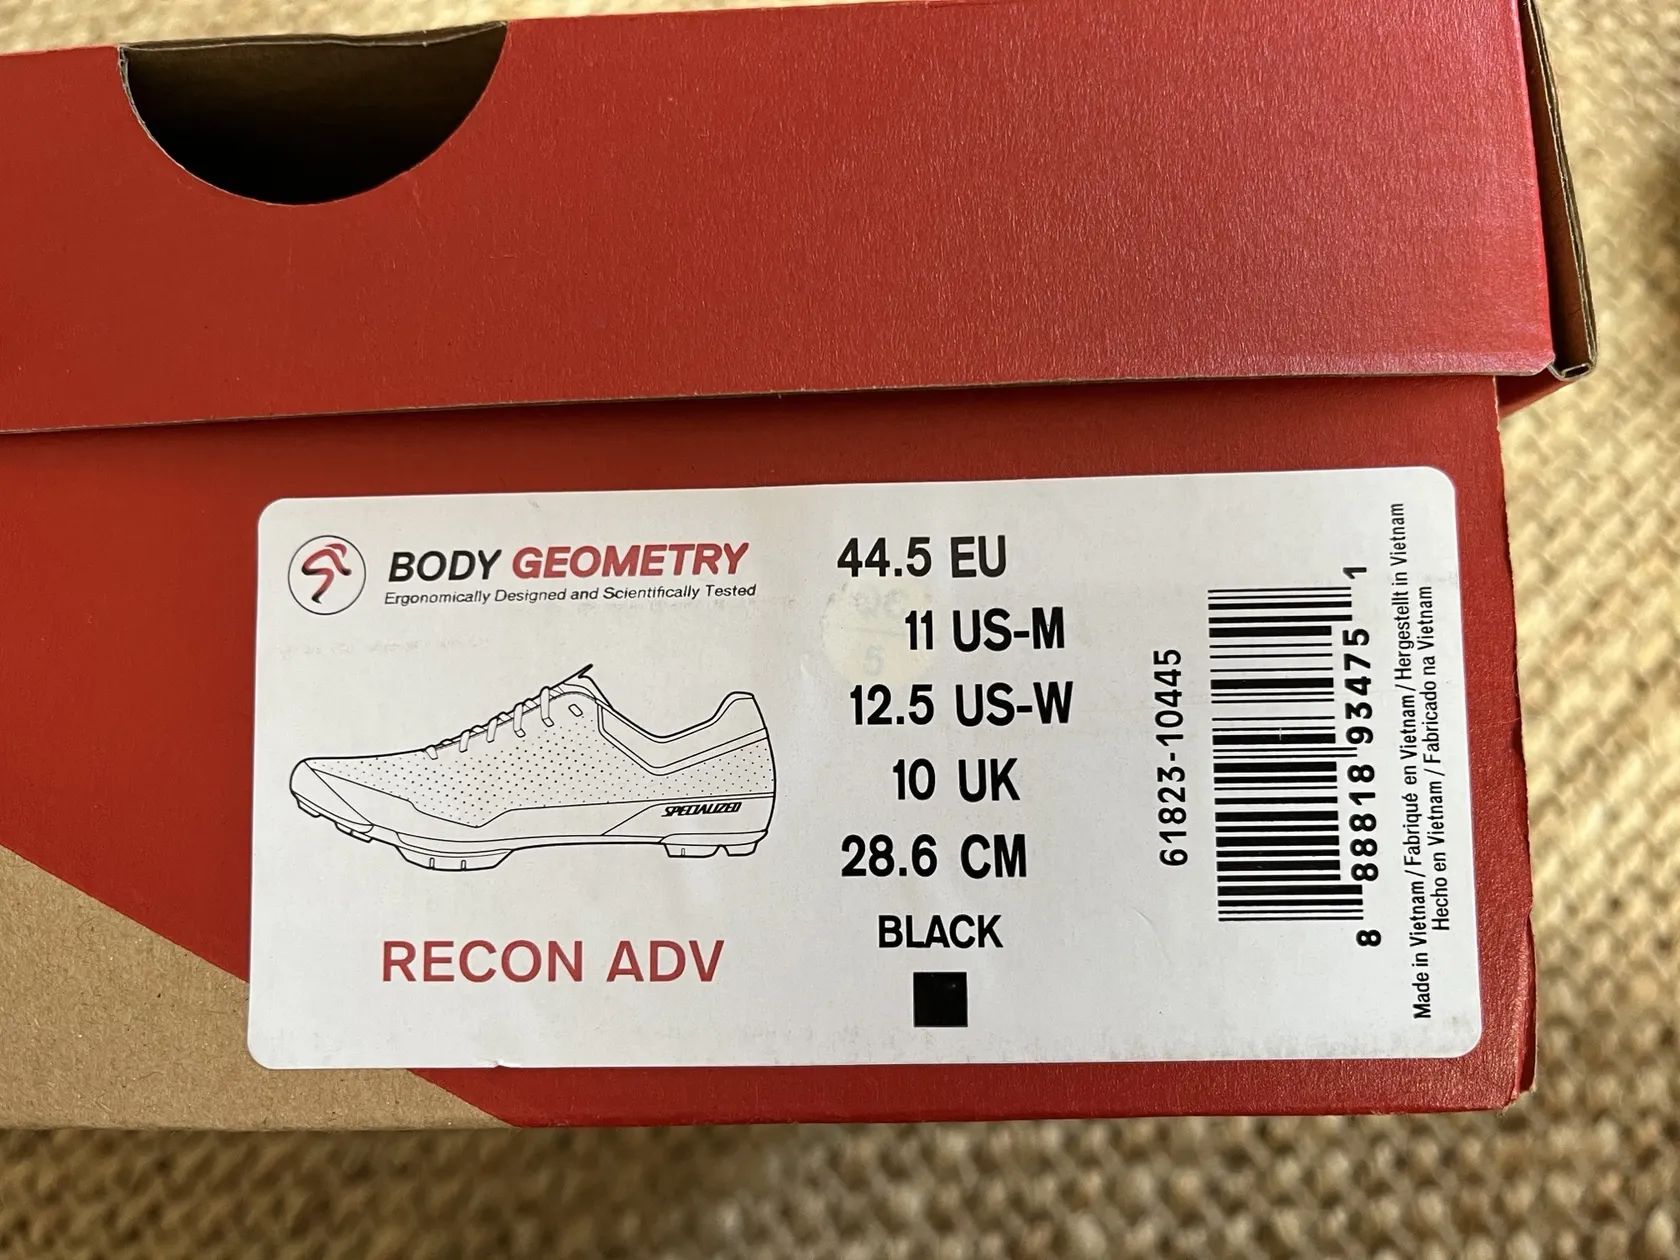 BODY GEOMETRY
Ergonomically Designed and Scientifically Tested
SPECIALIZED
RECON ADV
44.5 EU
11 US-M
12.5 US-W
10 UK
28.6 CM
BLACK
61823-10445
8 88818 93475 1
Made in Vietnam / Fabriqué en Vietnam / Hergestellt in Vietnam
Hecho en Vietnam / Fabricado na Vietnam